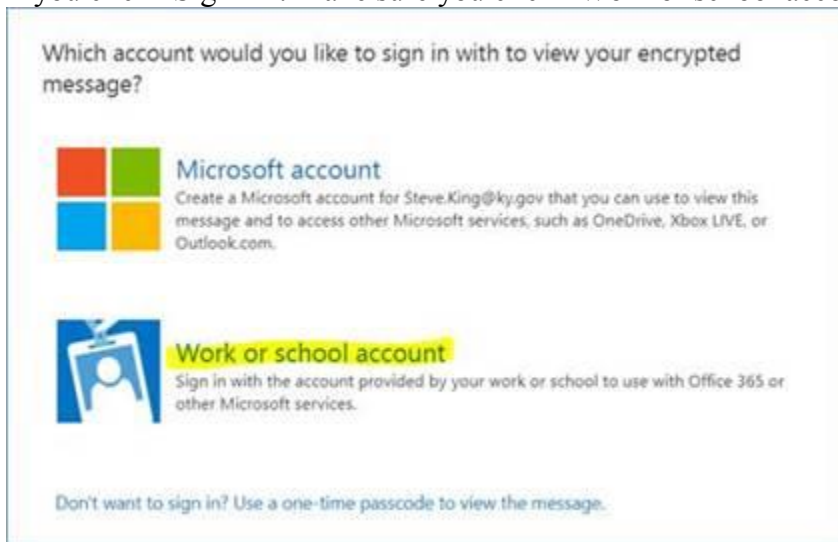 Which account would you like to sign in with to view your encrypted
message?
Microsoft account
Create a Microsoft account for Steve.King@ky.gov that you can use to view this
message and to access other Microsoft services, such as OneDrive, Xbox LIVE, or
Outlook.com.
Work or school account
Sign in with the account provided by your work or school to use with Office 365 or
other Microsoft services.
Don't want to sign in? Use a one-time passcode to view the message.